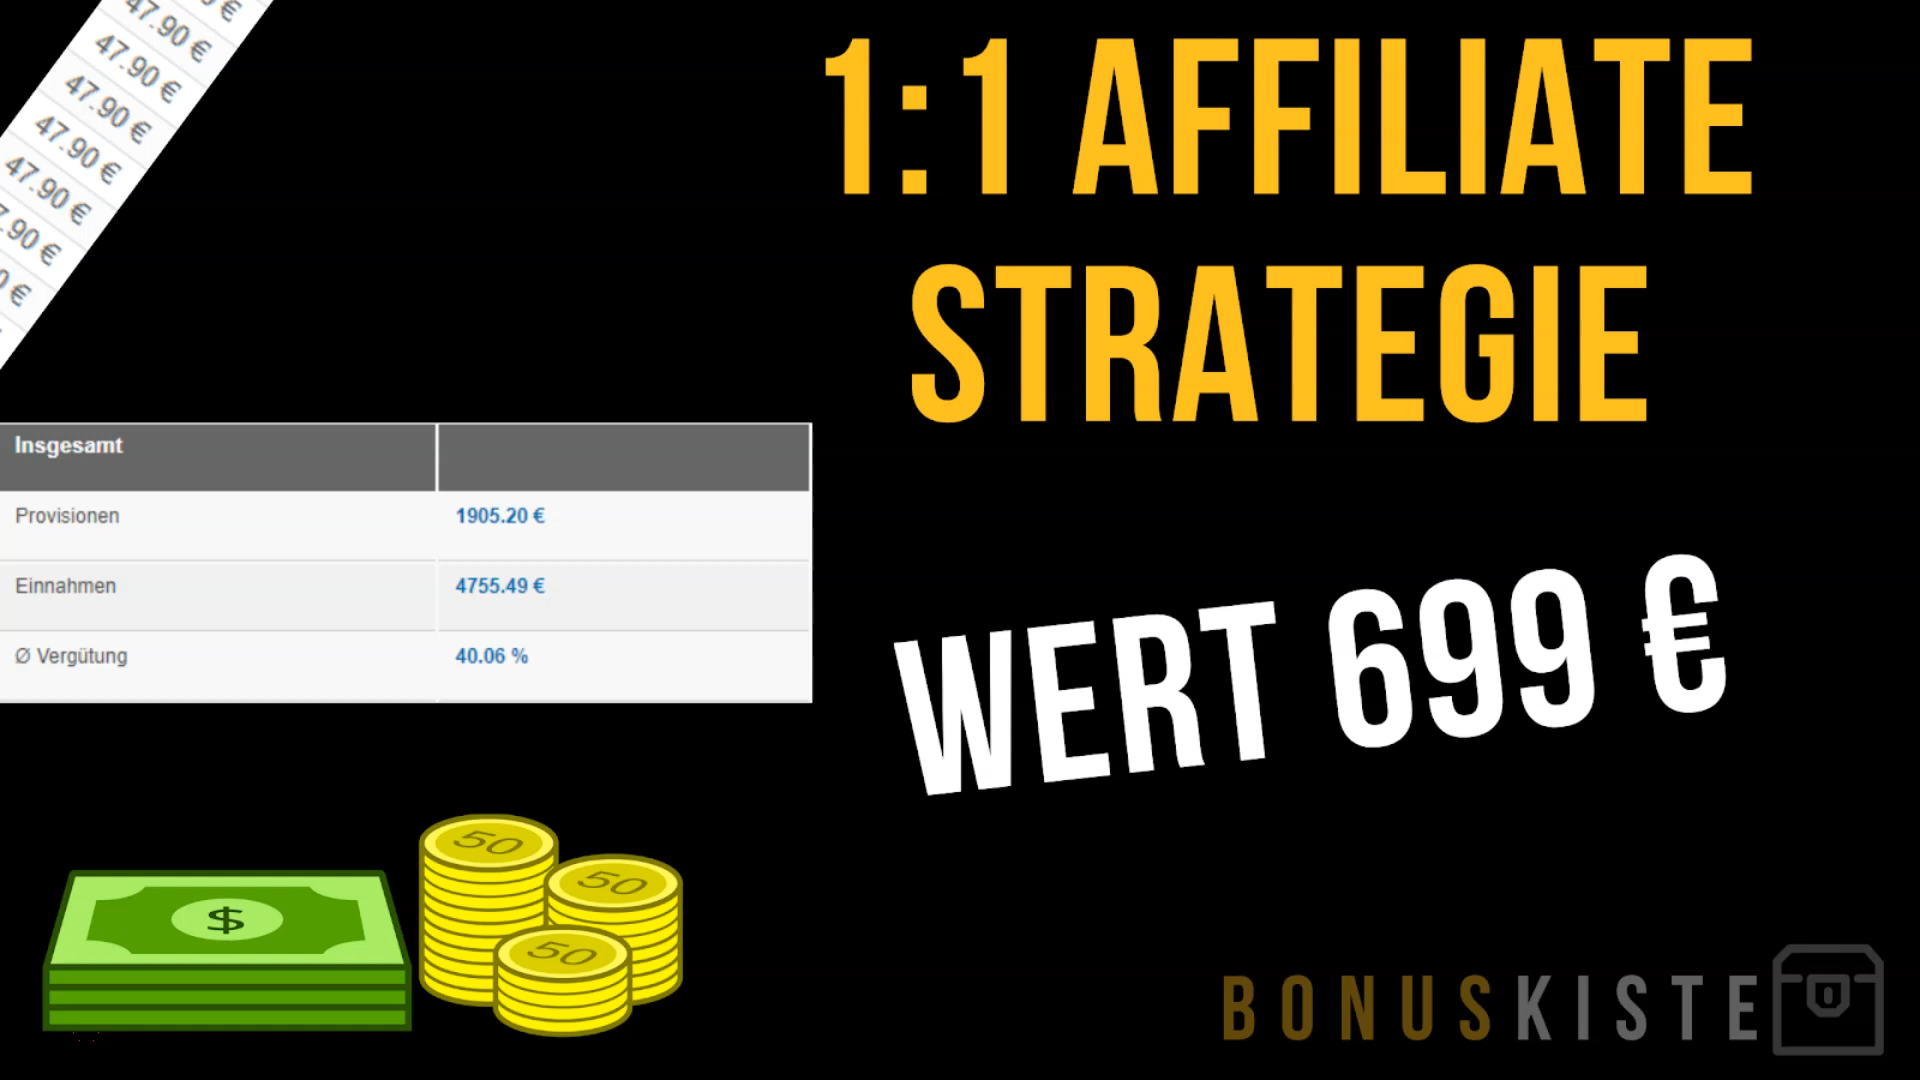 47.90 €
47.90 €
47.90 €
47.90 €
47.90 €
.90 €
€
1:1 AFFILIATE
STRATEGIE
Insgesamt
Provisionen 1905.20 €
Einnahmen 4755.49 €
Ø Vergütung 40.06 %
WERT 699 €
50
50
50
$
BONUSKISTE